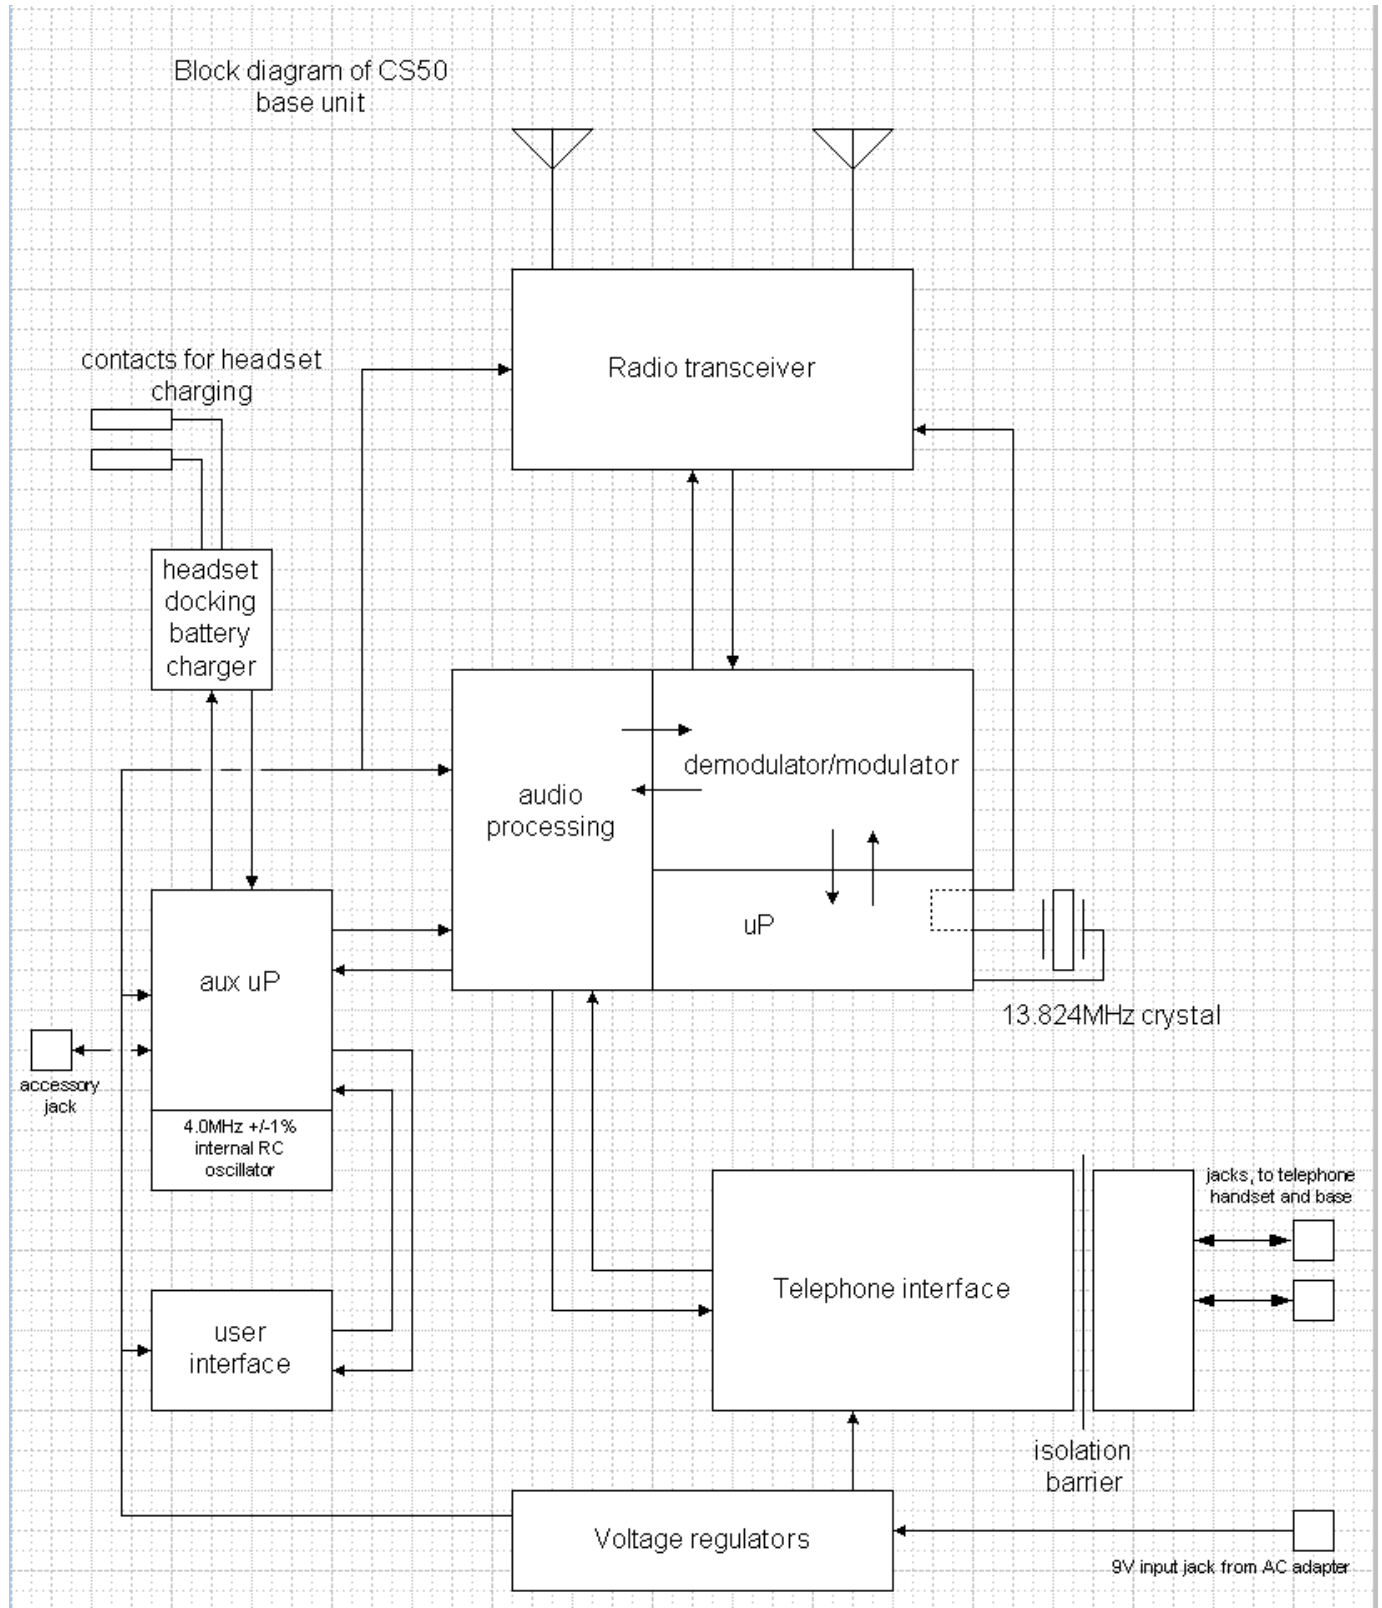 Block diagram of CS50
base unit
Radio transceiver
contacts for headset
charging
headset
docking
battery
charger
demodulator/modulator
audio
processing
uP
aux uP
13.824MHz crystal
accessory
jack
4.0MHz +/-1%
internal RC
oscillator
jacks, to telephone
handset and base
Telephone interface
user
interface
isolation
barrier
Voltage regulators
9V input jack from AC adapter